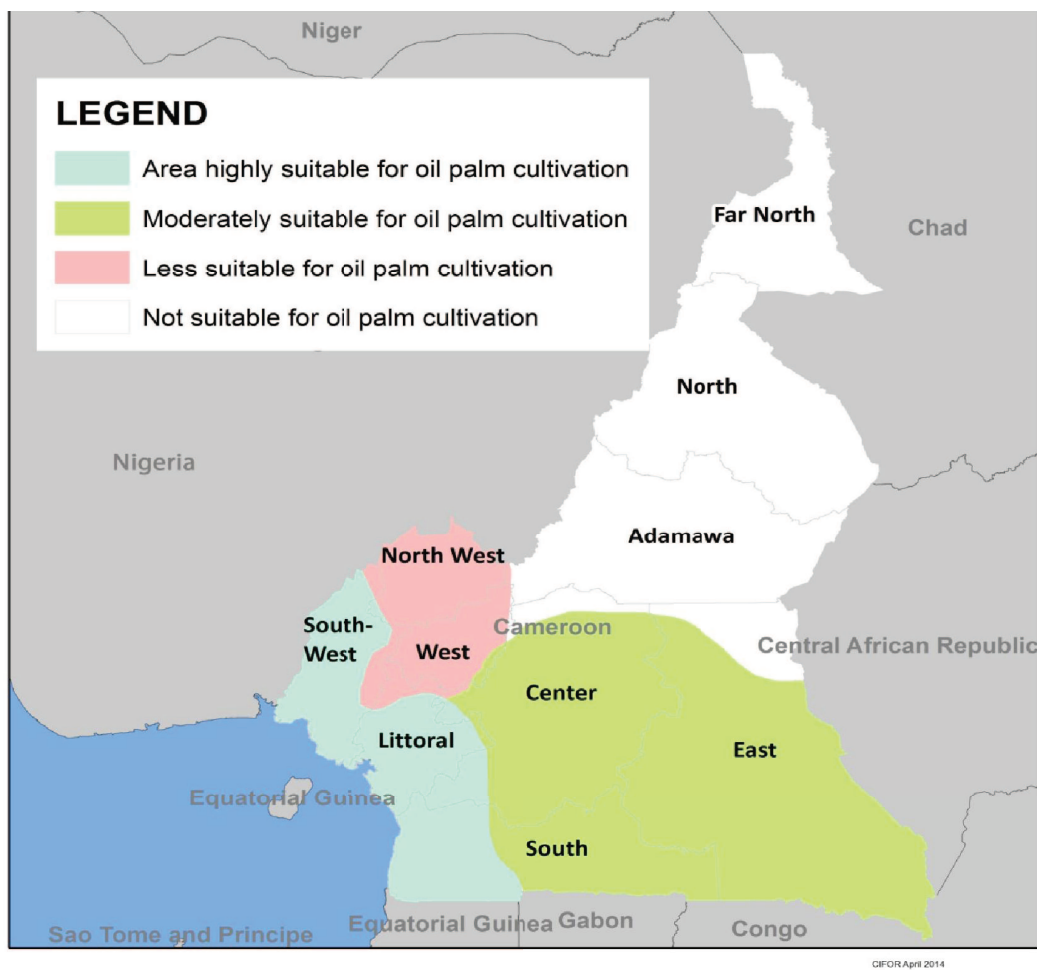 Niger
LEGEND
Area highly suitable for oil palm cultivation
Moderately suitable for oil palm cultivation
Less suitable for oil palm cultivation
Not suitable for oil palm cultivation
Far North
Chad
North
Nigeria
Adamawa
North West
South-
West
West
Cameroon
Central African Republic
Center
Littoral
East
Equatorial Guinea
South
Equatorial Guinea
Gabon
Congo
Sao Tome and Principe
CIFOR April 2014